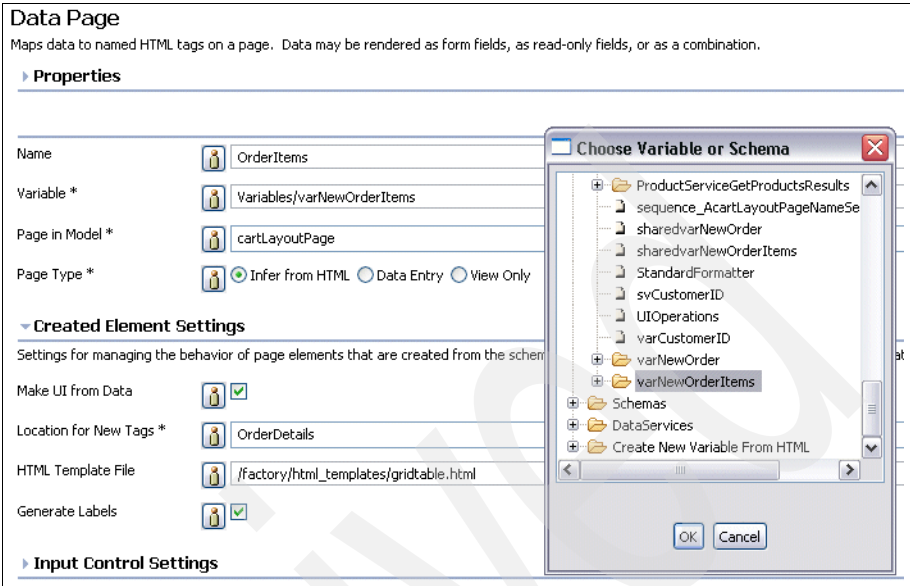 Data Page
Maps data to named HTML tags on a page. Data may be rendered as form fields, as read-only fields, or as a combination.
Properties
Name
OrderItems
Variable *
Variables/varNewOrderItems
Page in Model *
cartLayoutPage
Page Type *
Infer from HTML Data Entry View Only
Created Element Settings
Settings for managing the behavior of page elements that are created from the schem
Make UI from Data
Location for New Tags *
OrderDetails
HTML Template File
/factory/html_templates/gridtable.html
Generate Labels
Input Control Settings
Choose Variable or Schema
ProductServiceGetProductsResults
sequence_AcartLayoutPageNameSe
sharedvarNewOrder
sharedvarNewOrderItems
StandardFormatter
svCustomerID
UIOperations
varCustomerID
varNewOrder
varNewOrderItems
Schemas
DataServices
Create New Variable From HTML
OK Cancel